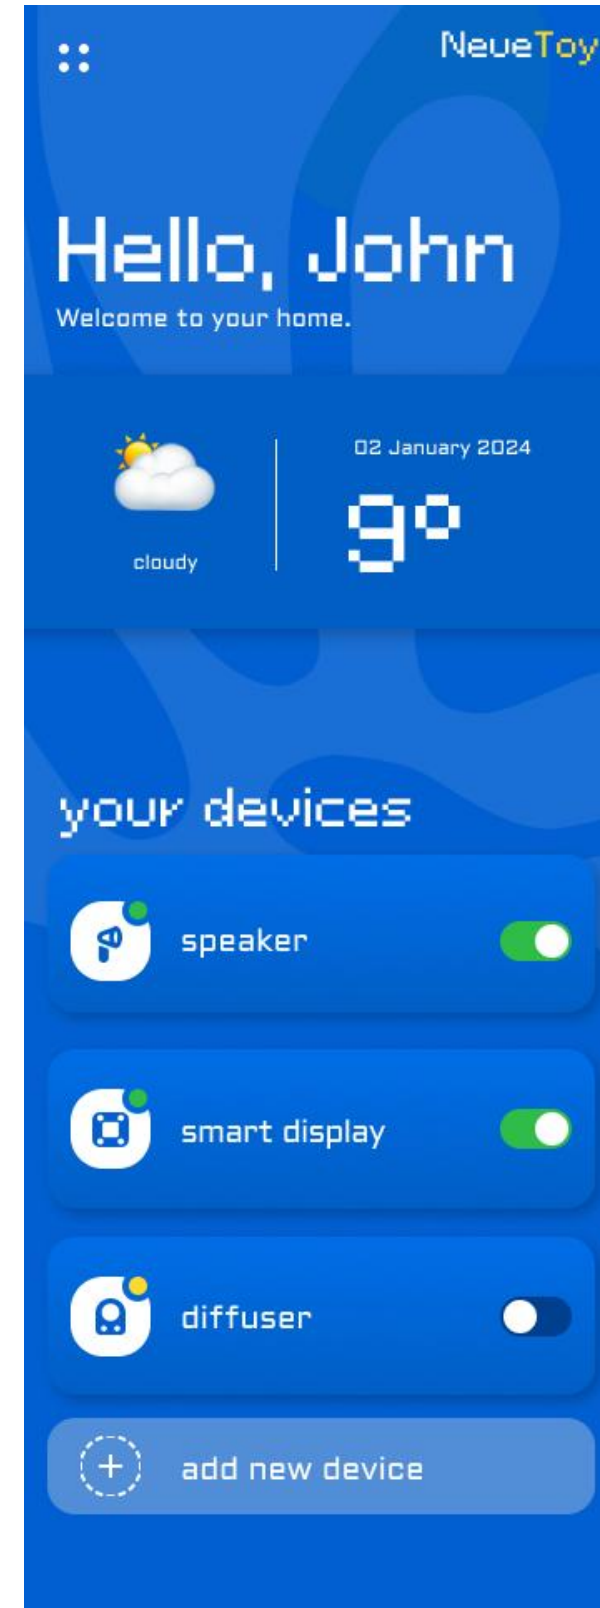 NeueToy
Hello, John
Welcome to your home.
02 January 2024
9°
cloudy
your devices
speaker
smart display
diffuser
add new device